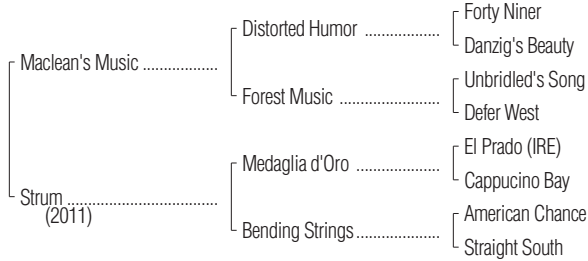 Forty Niner
Distorted Humor ..................
Danzig's Beauty
Maclean's Music ..................
Unbridled's Song
Forest Music ........................
Defer West
El Prado (IRE)
Medaglia d'Oro ....................
Cappucino Bay
Strum ....................................
(2011)
American Chance
Bending Strings....................
Straight South